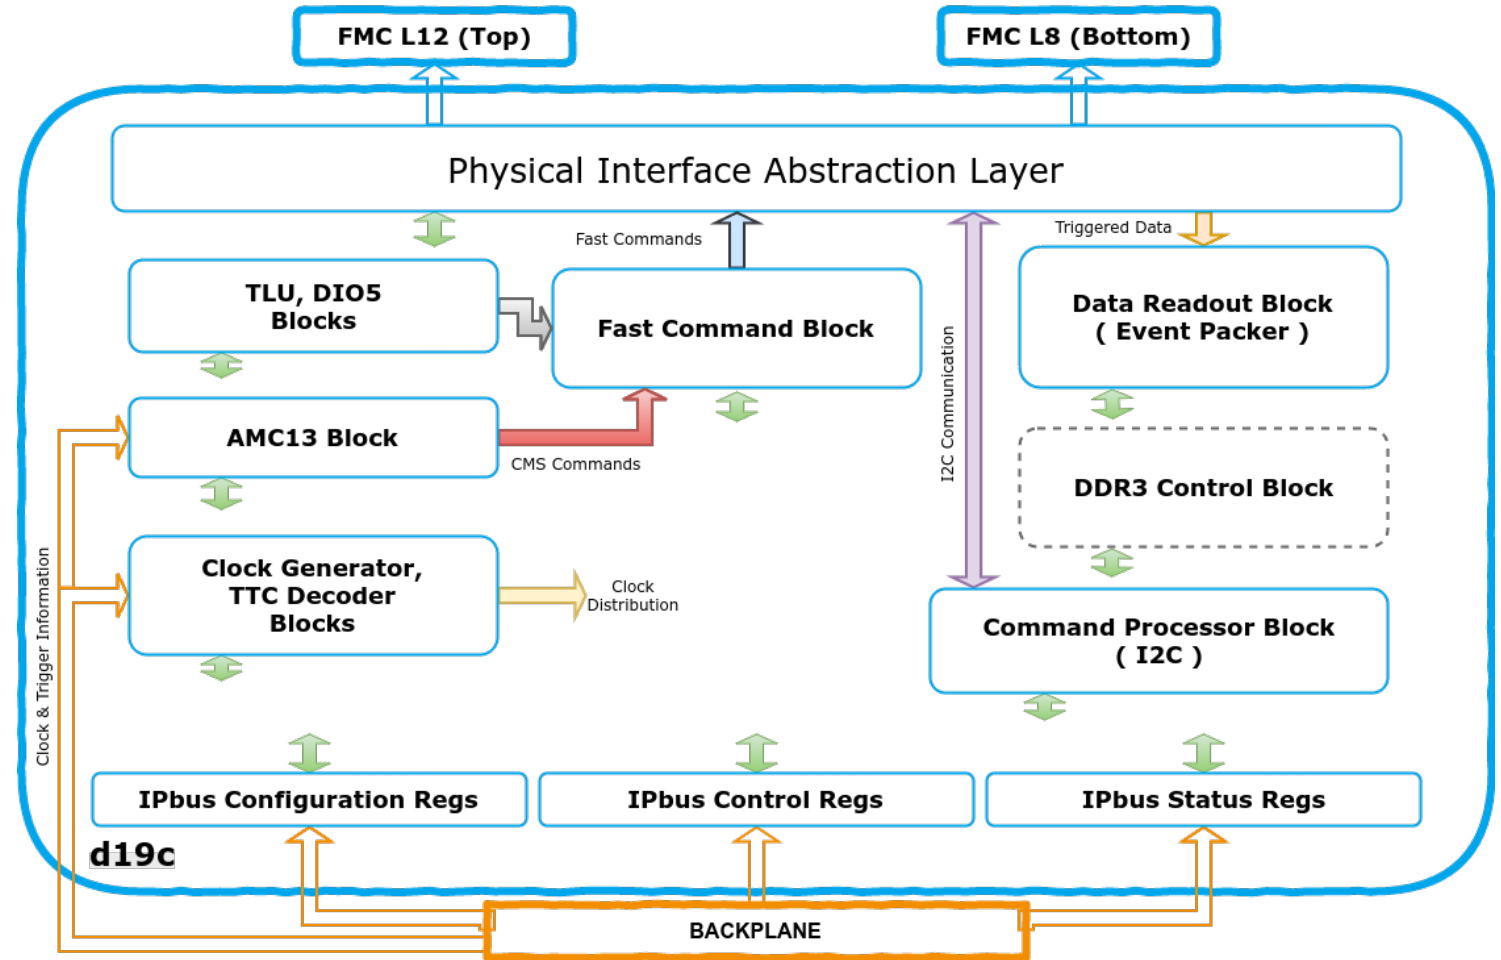 FMC L12 (Top)
FMC L8 (Bottom)
Physical Interface Abstraction Layer
Fast Commands
Triggered Data
TLU, DIO5
Blocks
Fast Command Block
Data Readout Block
( Event Packer )
I2C Communication
AMC13 Block
CMS Commands
DDR3 Control Block
Clock & Trigger Information
Clock Generator,
TTC Decoder
Blocks
Clock
Distribution
Command Processor Block
( I2C )
IPbus Configuration Regs
IPbus Control Regs
IPbus Status Regs
d19c
BACKPLANE